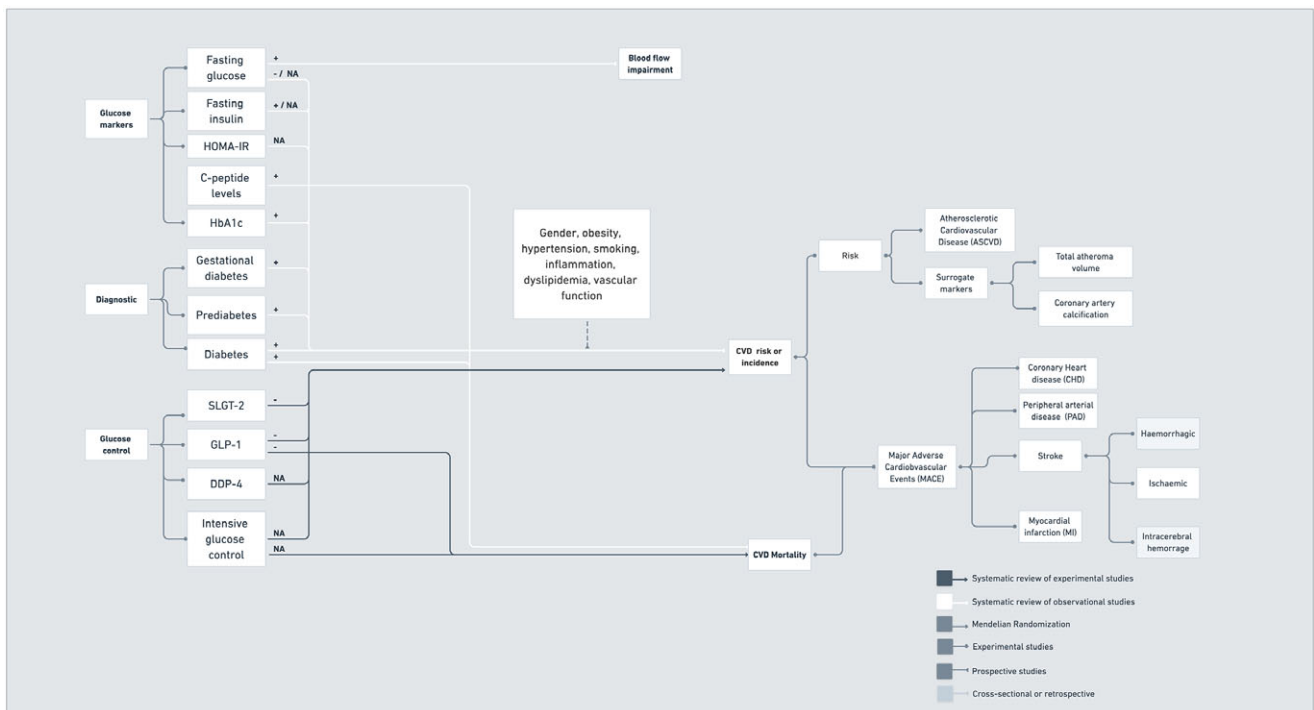 Glucose
markers
Fasting
glucose
+
- / NA
Fasting
insulin
+ / NA
HOMA-IR
NA
C-peptide
levels
+
HbA1c
+
Diagnostic
Gestational
diabetes
+
Prediabetes
+
Diabetes
+
+
Glucose
control
SLGT-2
-
GLP-1
-
-
DDP-4
NA
Intensive
glucose
control
NA
NA
Blood flow
impairment
Gender, obesity,
hypertension, smoking,
inflammation,
dyslipidemia, vascular
function
CVD risk or
incidence
CVD Mortality
Risk
Atherosclerotic
Cardiovascular
Disease (ASCVD)
Surrogate
markers
Total atheroma
volume
Coronary artery
calcification
Major Adverse
Cardiobvascular
Events (MACE)
Coronary Heart
disease (CHD)
Peripheral arterial
disease (PAD)
Stroke
Myocardial
infarction (MI)
Haemorrhagic
Ischaemic
Intracerebral
hemorrage
Systematic review of experimental studies
Systematic review of observational studies
Mendelian Randomization
Experimental studies
Prospective studies
Cross-sectional or retrospective